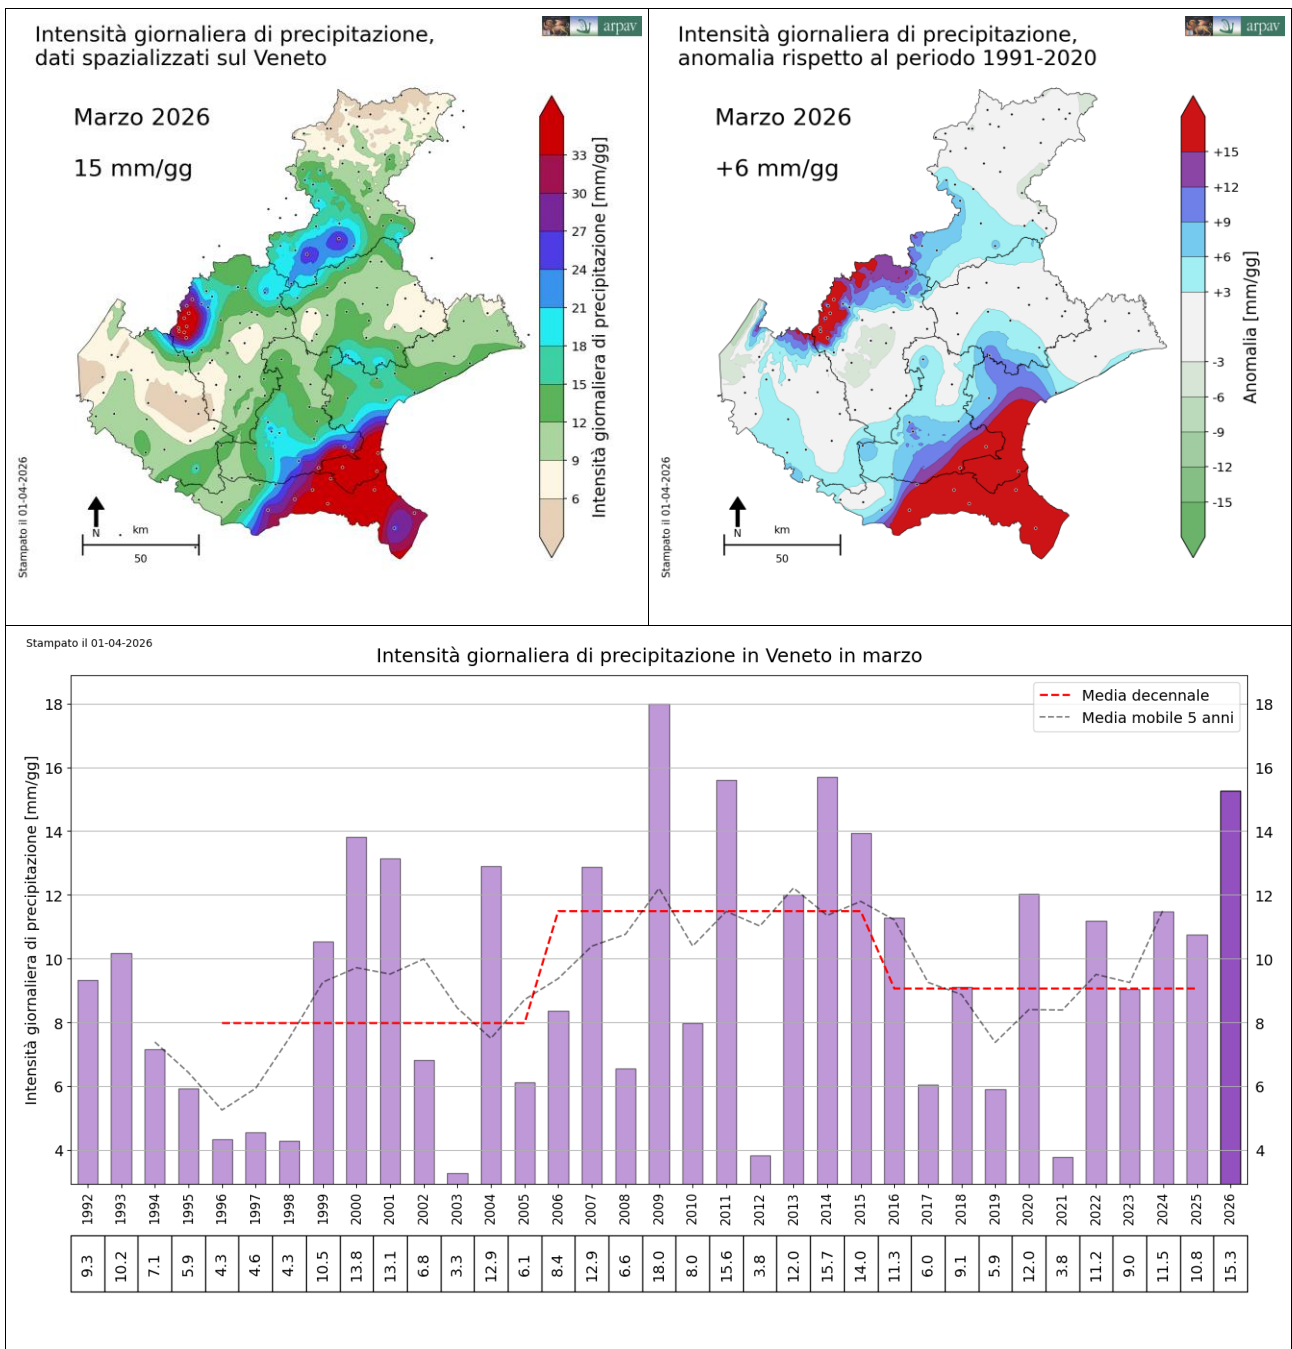 Intensità giornaliera di precipitazione,
dati spazializzati sul Veneto
arpav
Marzo 2026
15 mm/gg
33
30
27
24
21
18
15
12
9
6
Intensità giornaliera di precipitazione [mm/gg]
N
km
50
Stampato il 01-04-2026
Intensità giornaliera di precipitazione,
anomalia rispetto al periodo 1991-2020
arpav
Marzo 2026
+6 mm/gg
+15
+12
+9
+6
+3
-3
-6
-9
-12
-15
Anomalia [mm/gg]
N
km
50
Stampato il 01-04-2026
Stampato il 01-04-2026
Intensità giornaliera di precipitazione in Veneto in marzo
Media decennale
Media mobile 5 anni
Intensità giornaliera di precipitazione [mm/gg]
18 18
16 16
14 14
12 12
10 10
8 8
6 6
4 4
1992 1993 1994 1995 1996 1997 1998 1999 2000 2001 2002 2003 2004 2005 2006 2007 2008 2009 2010 2011 2012 2013 2014 2015 2016 2017 2018 2019 2020 2021 2022 2023 2024 2025 2026
9.3 10.2 7.1 5.9 4.3 4.6 4.3 10.5 13.8 13.1 6.8 3.3 12.9 6.1 8.4 12.9 6.6 18.0 8.0 15.6 3.8 12.0 15.7 14.0 11.3 6.0 9.1 5.9 12.0 3.8 11.2 9.0 11.5 10.8 15.3